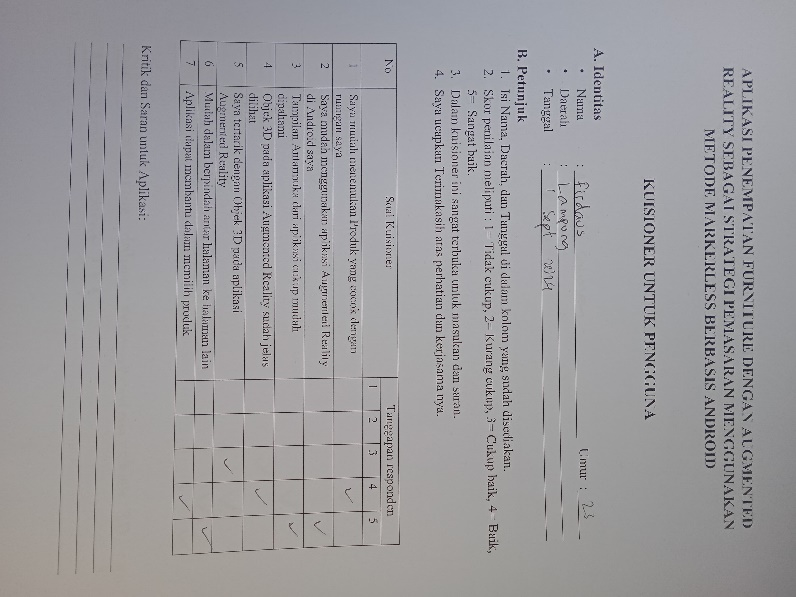 APLIKASI PENEMPATAN FURNITURE DENGAN AUGMENTED
REALITY SEBAGAI STRATEGI PEMASARAN MENGGUNAKAN
METODE MARKERLESS BERBASIS ANDROID
KUISIONER UNTUK PENGGUNA
A. Identitas
• Nama : Firdaus Umur : 23
• Daerah : Lampung
• Tanggal : 1 Sept 2024
B. Petunjuk
1. Isi Nama, Daerah, dan Tanggal di dalam kolom yang sudah disediakan.
2. Skor penilaian meliputi : 1 = Tidak cukup, 2= Kurang cukup, 3= Cukup baik, 4= Baik,
5= Sangat baik.
3. Dalam kuisioner ini sangat terbuka untuk masukan dan saran.
4. Saya ucapkan Terimakasih atas perhatian dan kerjasama nya.
No Soal Kuisioner Tanggapan responden
1 2 3 4 5
1 Saya mudah menemukan Produk yang cocok dengan
ruangan saya ✓
2 Saya mudah menggunakan aplikasi Augmented Reality
di Android saya ✓
3 Tampilan Antarmuka dari aplikasi cukup mudah
dipahami ✓
4 Objek 3D pada aplikasi Augmented Reality sudah jelas
dilihat ✓
5 Saya tertarik dengan Objek 3D pada aplikasi
Augmented Reality ✓
6 Mudah dalam berpindah antar halaman ke halaman lain ✓
7 Aplikasi dapat membantu dalam memilih produk ✓
Kritik dan Saran untuk Aplikasi: